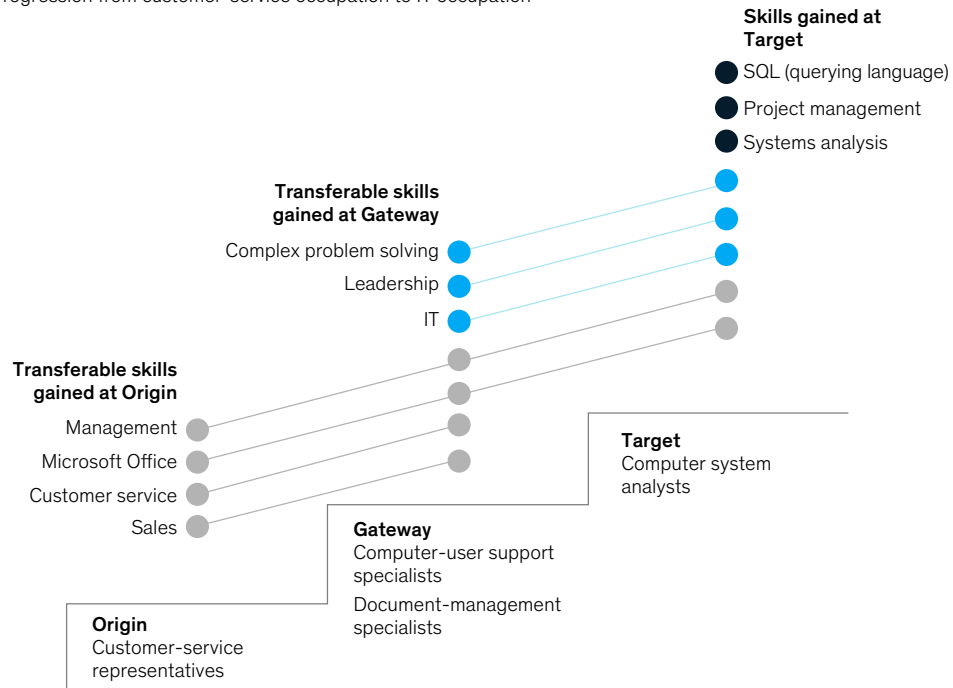 Skills gained at
Target
SQL (querying language)
Project management
Systems analysis
Transferable skills
gained at Gateway
Complex problem solving
Leadership
IT
Transferable skills
gained at Origin
Management
Microsoft Office
Customer service
Sales
Target
Computer system
analysts
Gateway
Computer-user support
specialists
Document-management
specialists
Origin
Customer-service
representatives